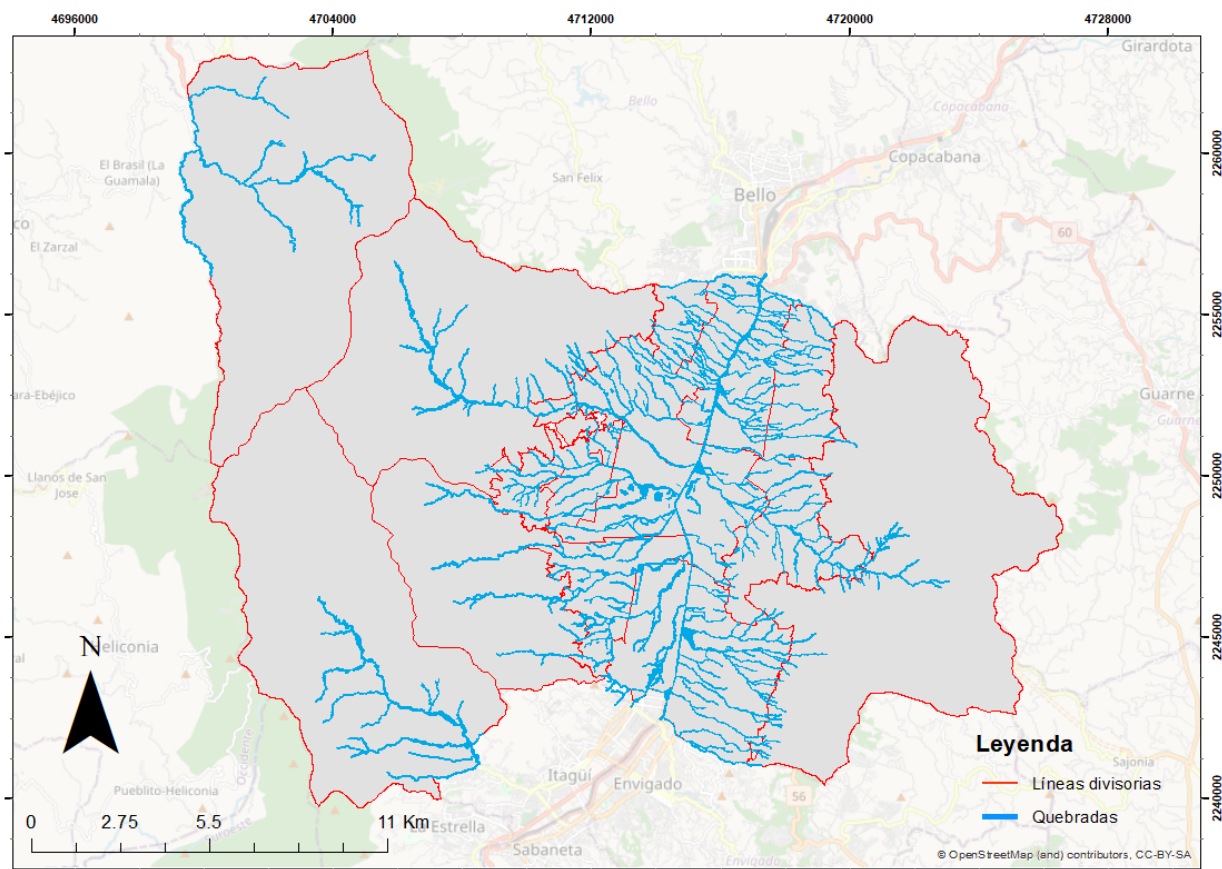 4696000 4704000 4712000 4720000 4728000
Girardota
Bello
Copacabana
2260000
El Brasil (La
Guamala)
Copacabana
San Felix
Bello
El Zarzal
60
2255000
Guarne
Guarne
2250000
Llanos de San
Jose
2245000
N
Heliconia
Leyenda
Occidente
Sajonia
Itagüí
Envigado
Líneas divisorias
Pueblito-Heliconia
56
2240000
0 2.75 5.5 11 Km
La Estrella
Quebradas
Sabaneta
Envigado
© OpenStreetMap (and) contributors, CC-BY-SA